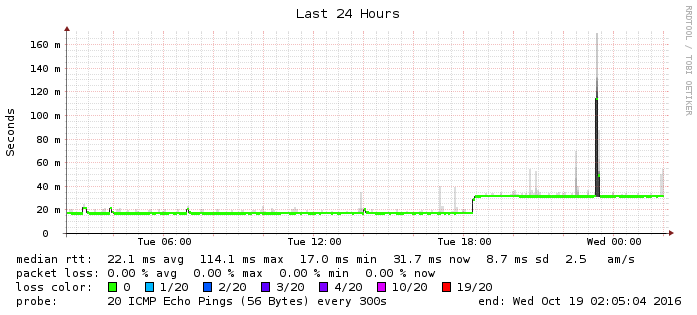 Last 24 Hours
RRDTOOL / TOBI OETIKER
Seconds
160 m
140 m
120 m
100 m
80 m
60 m
40 m
20 m
0
Tue 06:00 Tue 12:00 Tue 18:00 Wed 00:00
median rtt: 22.1 ms avg 114.1 ms max 17.0 ms min 31.7 ms now 8.7 ms sd 2.5 am/s
packet loss: 0.00 % avg 0.00 % max 0.00 % min 0.00 % now
loss color: 0 1/20 2/20 3/20 4/20 10/20 19/20
probe: 20 ICMP Echo Pings (56 Bytes) every 300s end: Wed Oct 19 02:05:04 2016